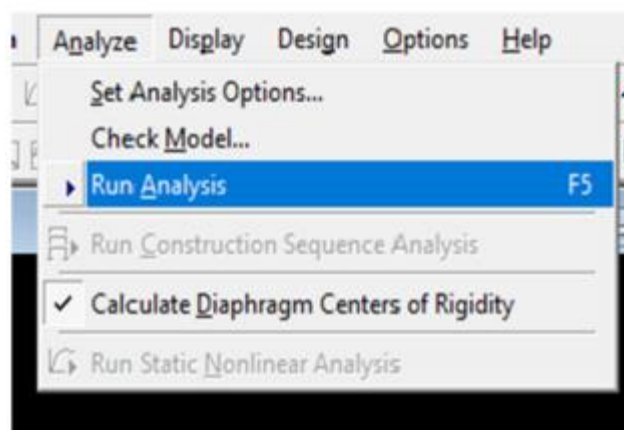 Analyze Display Design Options Help
Set Analysis Options...
Check Model...
Run Analysis F5
Run Construction Sequence Analysis
Calculate Diaphragm Centers of Rigidity
Run Static Nonlinear Analysis